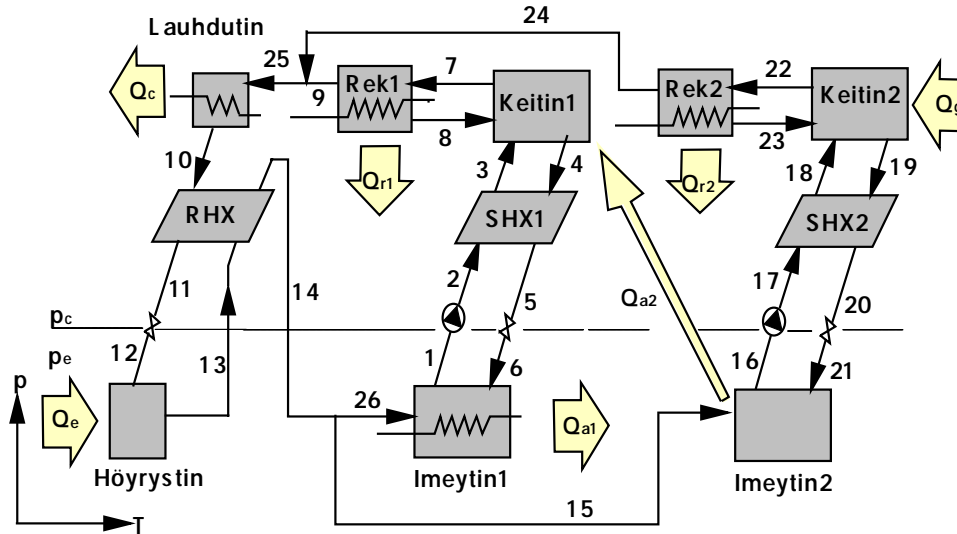 24
Lauhdutin
25
Rek1
7
Rek2
22
Qc
9
Keitin1
Keitin2
Qg
8
23
10
3
4
18
19
Qr1
Qr2
RHX
SHX1
SHX2
2
17
11
14
5
Qa2
20
pc
12
13
1
6
16
21
pe
p
26
Qe
Qa1
Höyrystin
Imeytin1
Imeytin2
15
T